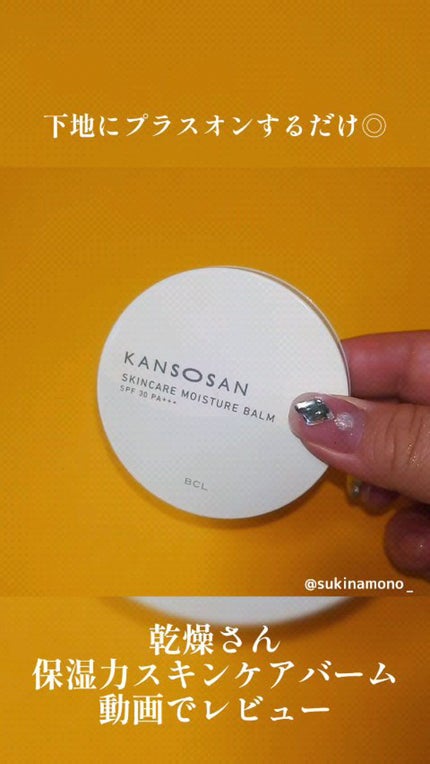 下地にプラスオンするだけ◎
KANSOSAN
SKINCARE MOISTURE BALM
SPF 30 PA+++
BCL
@sukinamono_
乾燥さん
保湿力スキンケアバーム
動画でレビュー